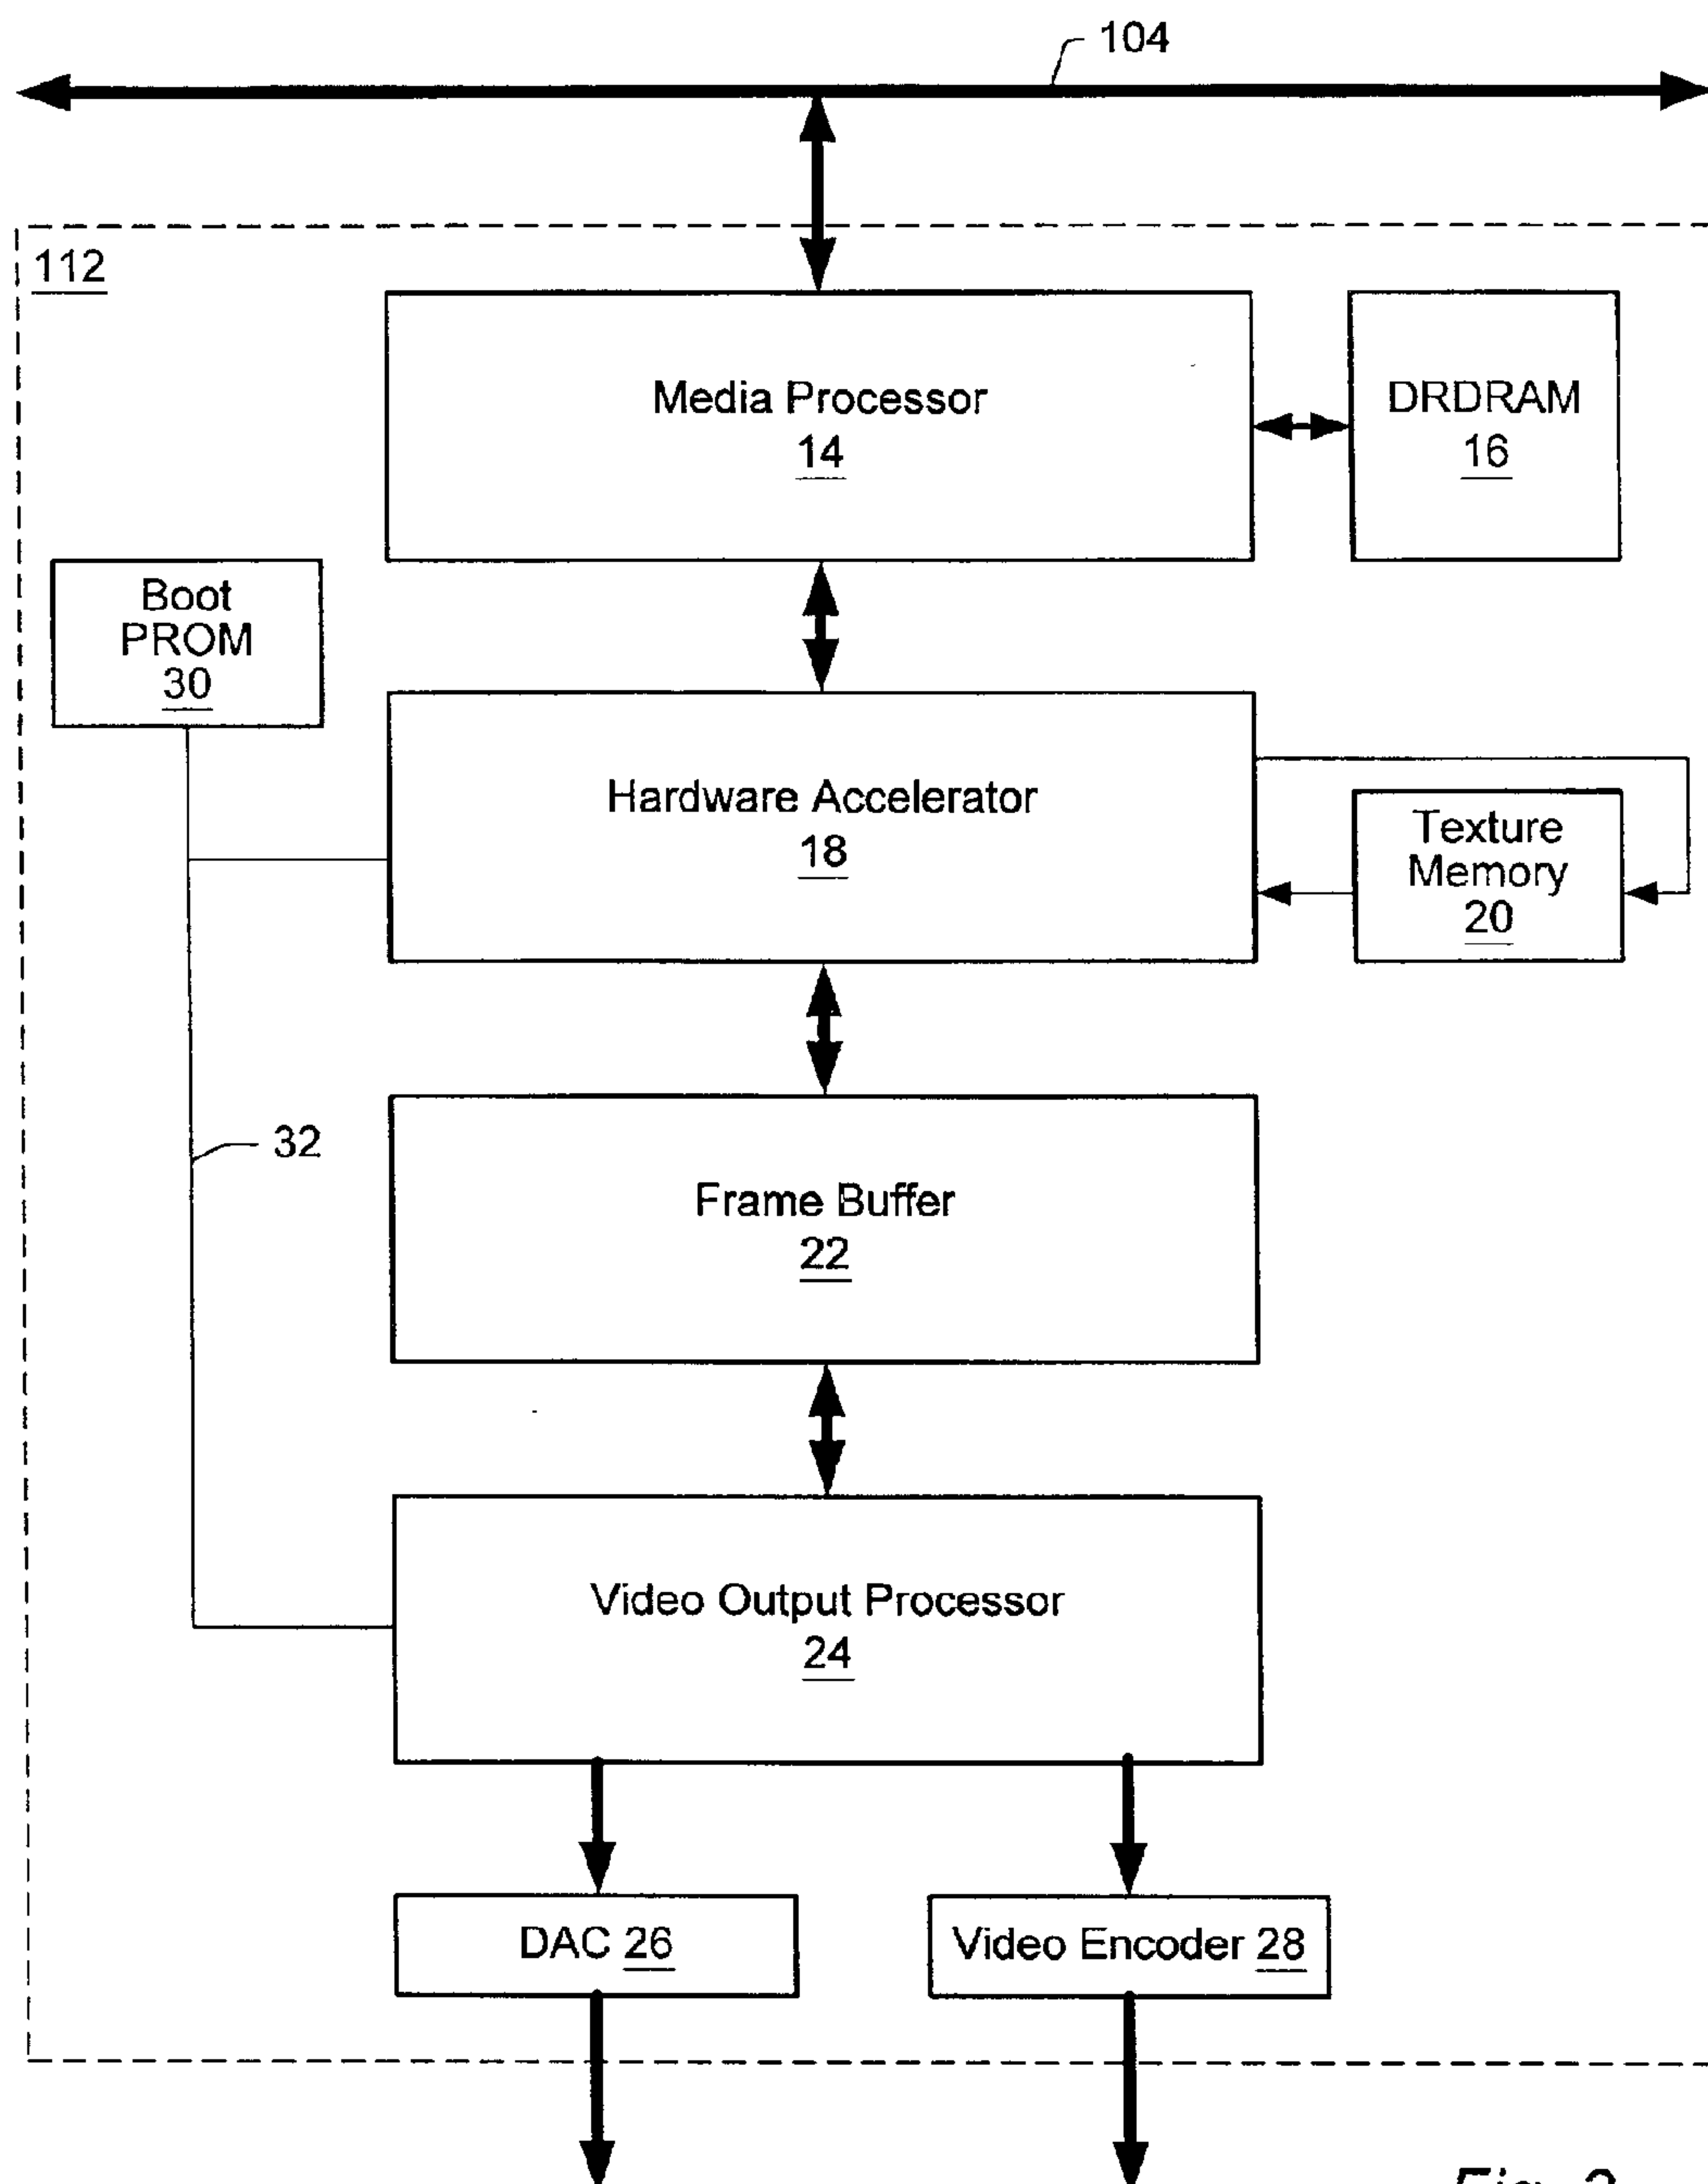 104
112
Media Processor
14
DRDRAM
16
Boot
PROM
30
Hardware Accelerator
18
Texture
Memory
20
32
Frame Buffer
22
Video Output Processor
24
DAC 26
Video Encoder 28